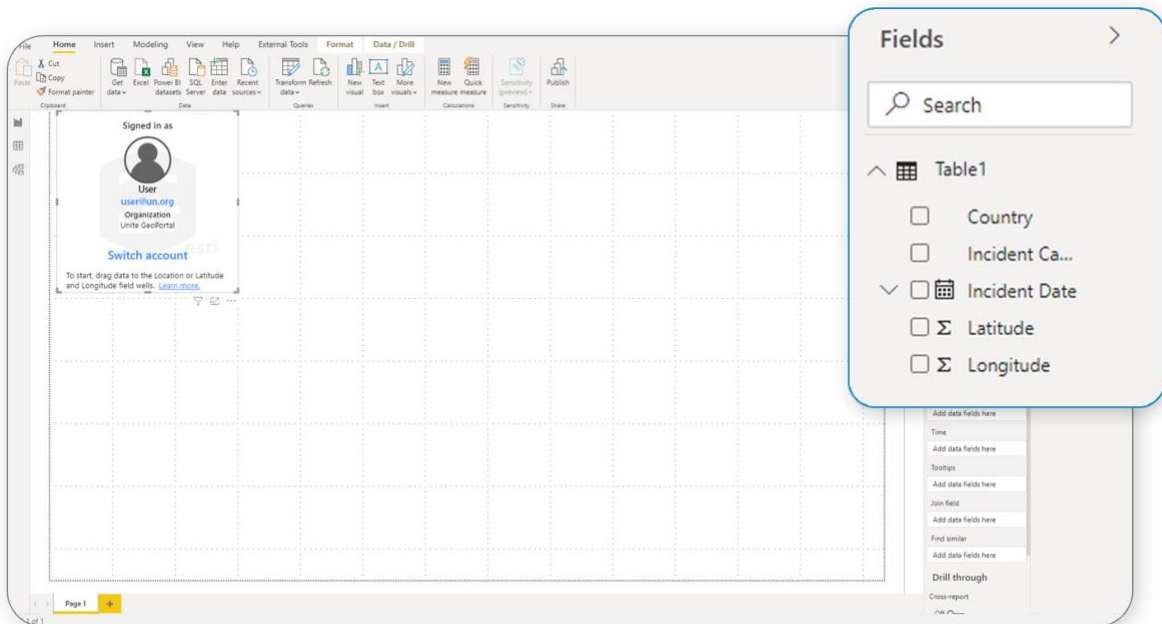 File Home Insert Modeling View Help External Tools Format Data / Drill
Paste
Cut
Copy
Format painter
Clipboard
Get data
Excel
Power BI datasets
SQL Server
Enter data
Recent sources
Data
Transform data
Refresh
Queries
New visual
Text box
More visuals
Insert
New measure
Quick measure
Calculations
Sensitivity (preview)
Sensitivity
Publish
Share
Signed in as
User
user@un.org
Organization
Unite GeoPortal
esri
Switch account
To start, drag data to the Location or Latitude
and Longitude field wells. Learn more.
Fields
Search
Table1
Country
Incident Ca...
Incident Date
Σ Latitude
Σ Longitude
Add data fields here
Time
Add data fields here
Tooltips
Add data fields here
Join field
Add data fields here
Find similar
Add data fields here
Drill through
Cross-report
Off
Page 1 +
1 of 1